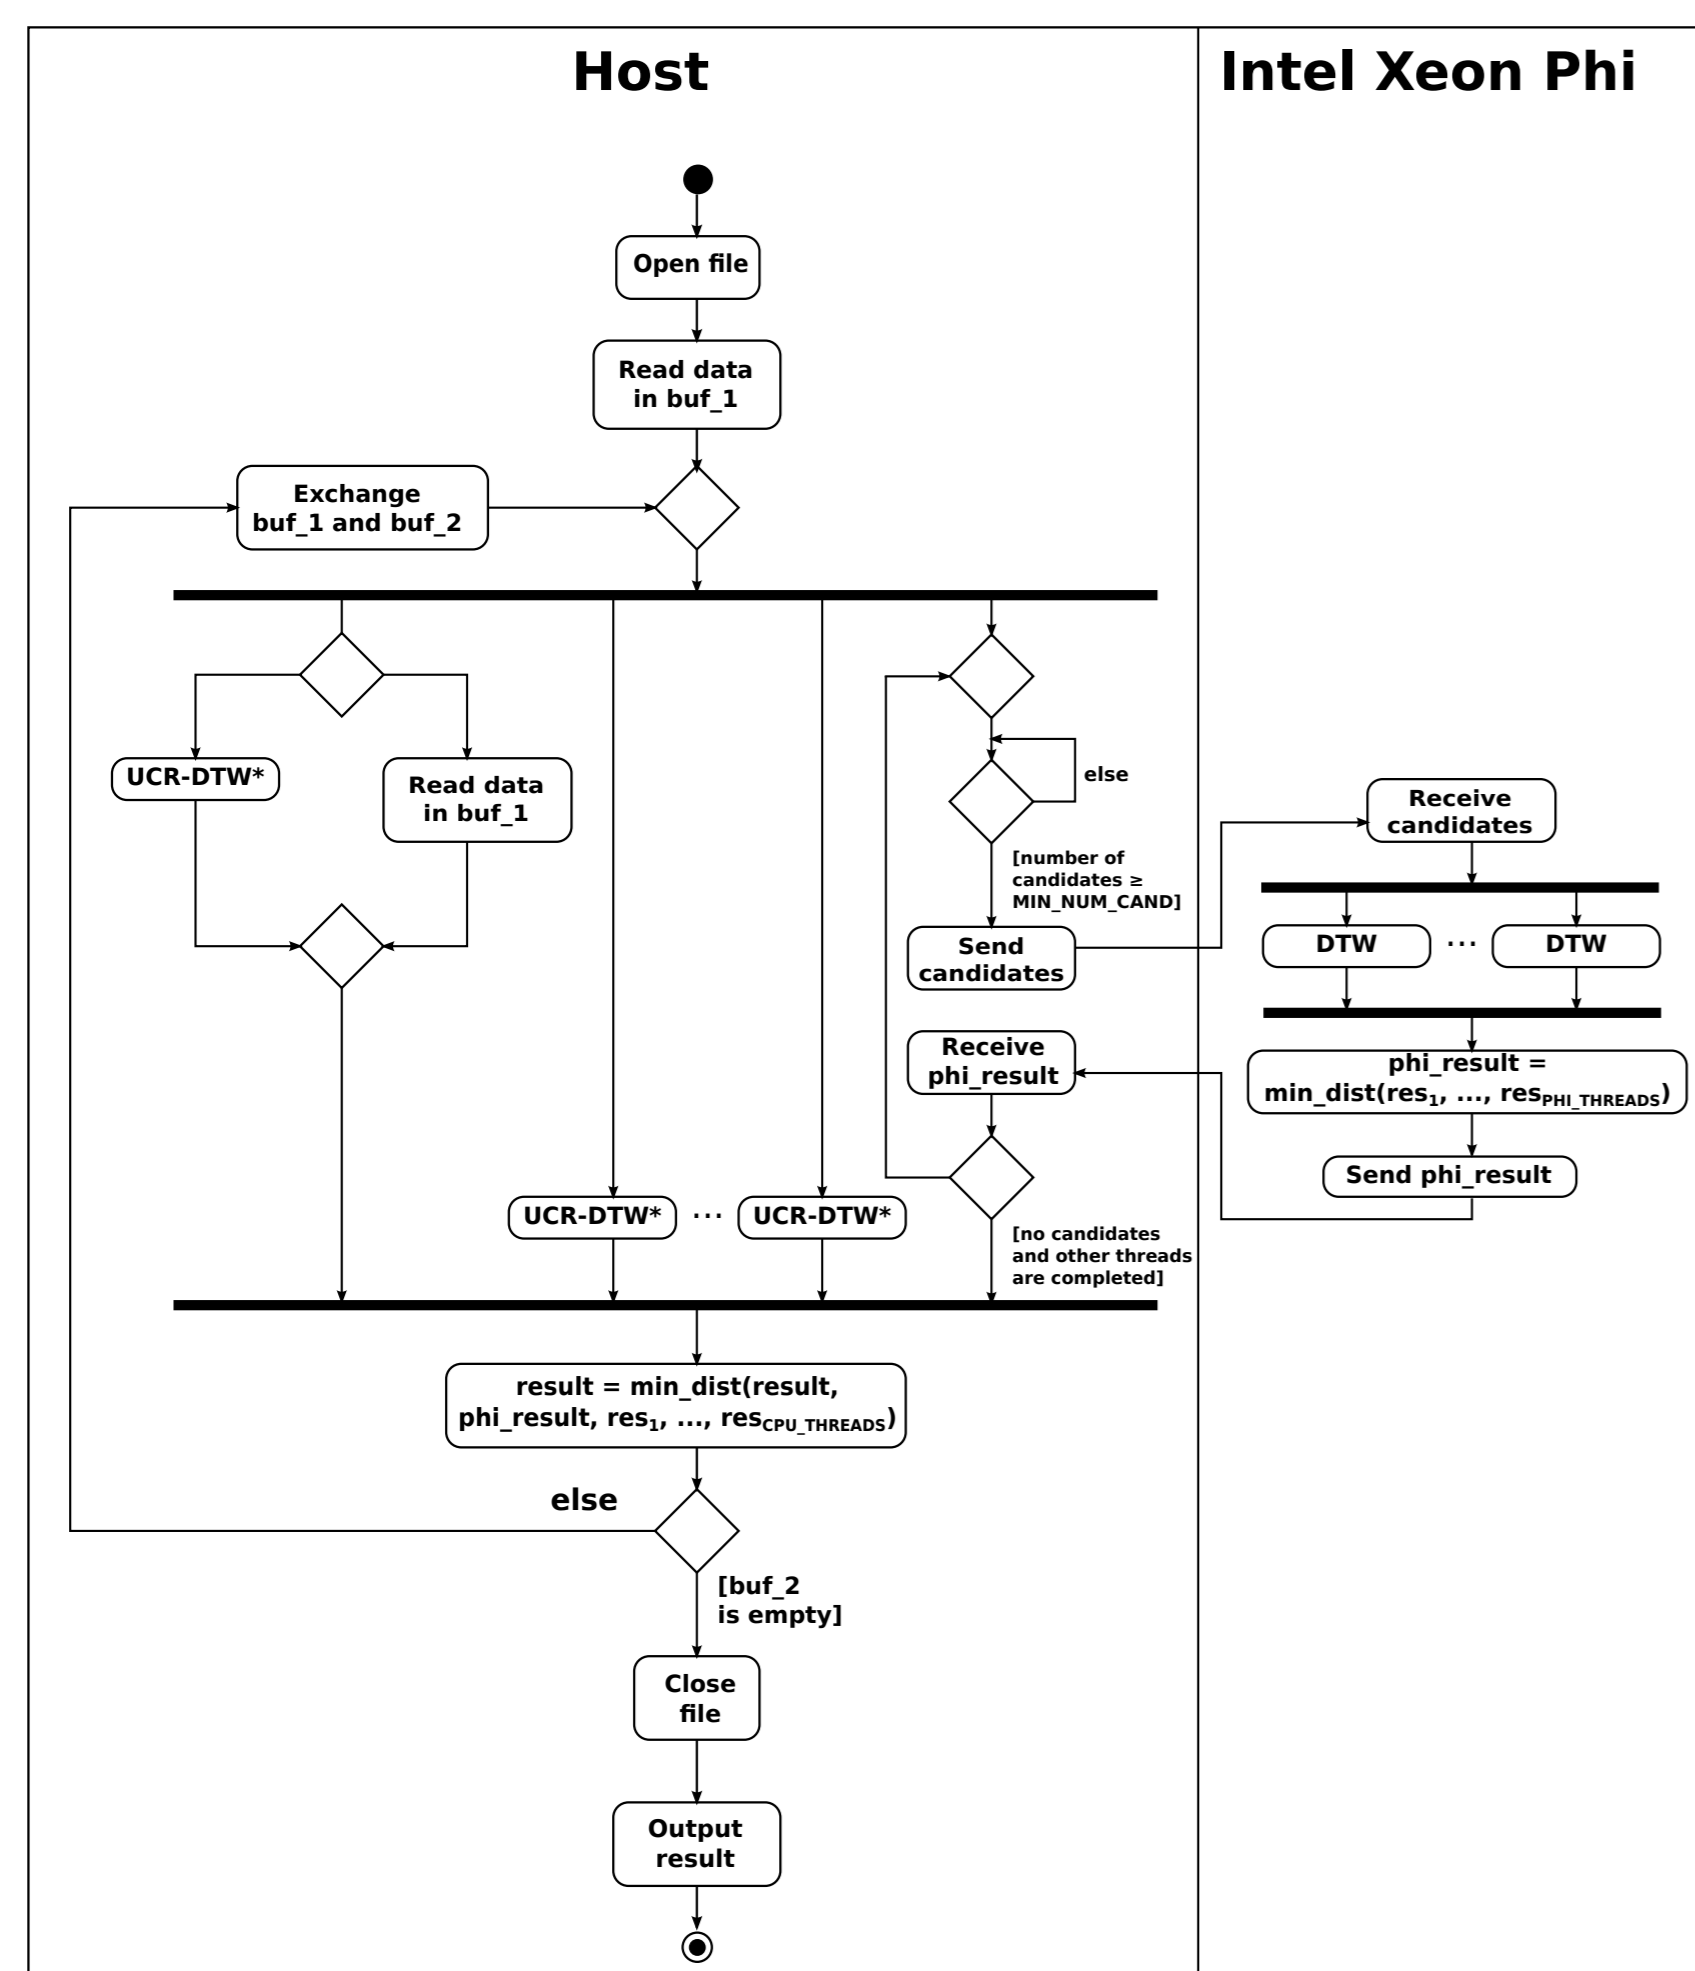 Host
Intel Xeon Phi
Open file
Read data
in buf_1
Exchange
buf_1 and buf_2
UCR-DTW*
Read data
in buf_1
else
[number of
candidates ≥
MIN_NUM_CAND]
Send
candidates
Receive
candidates
DTW ... DTW
phi_result =
min_dist(res1, ..., resPHI_THREADS)
Send phi_result
Receive
phi_result
UCR-DTW* ... UCR-DTW*
[no candidates
and other threads
are completed]
result = min_dist(result,
phi_result, res1, ..., resCPU_THREADS)
else
[buf_2
is empty]
Close
file
Output
result